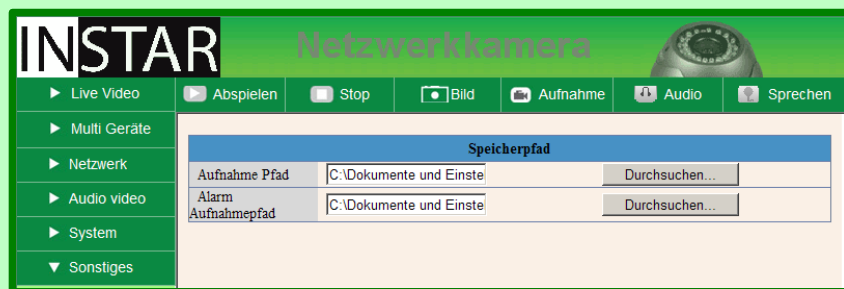 INSTAR
Netzwerkkamera
Live Video
Abspielen
Stop
Bild
Aufnahme
Audio
Sprechen
Multi Geräte
Netzwerk
Audio video
System
Sonstiges
Speicherpfad
Aufnahme Pfad
C:\Dokumente und Einste
Durchsuchen...
Alarm
Aufnahmepfad
C:\Dokumente und Einste
Durchsuchen...